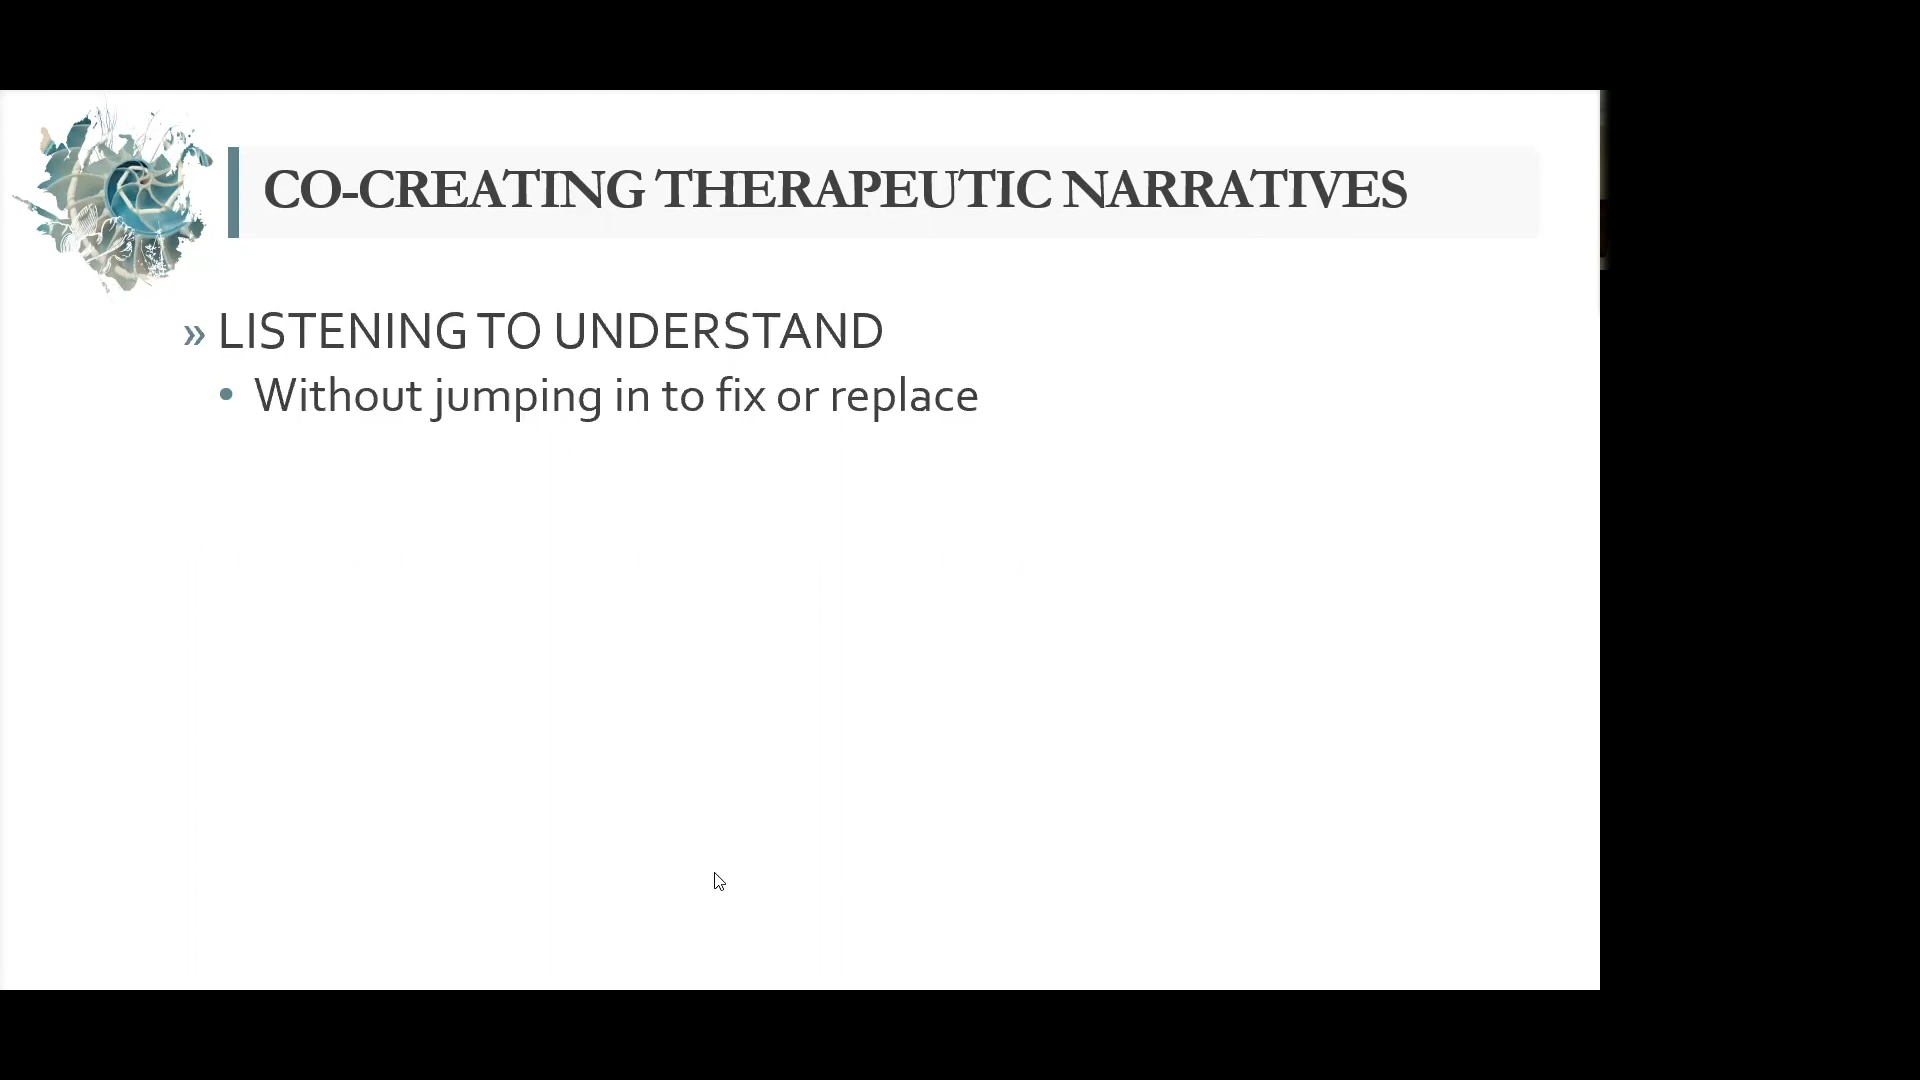 CO-CREATING THERAPEUTIC NARRATIVES
» LISTENING TO UNDERSTAND
• Without jumping in to fix or replace